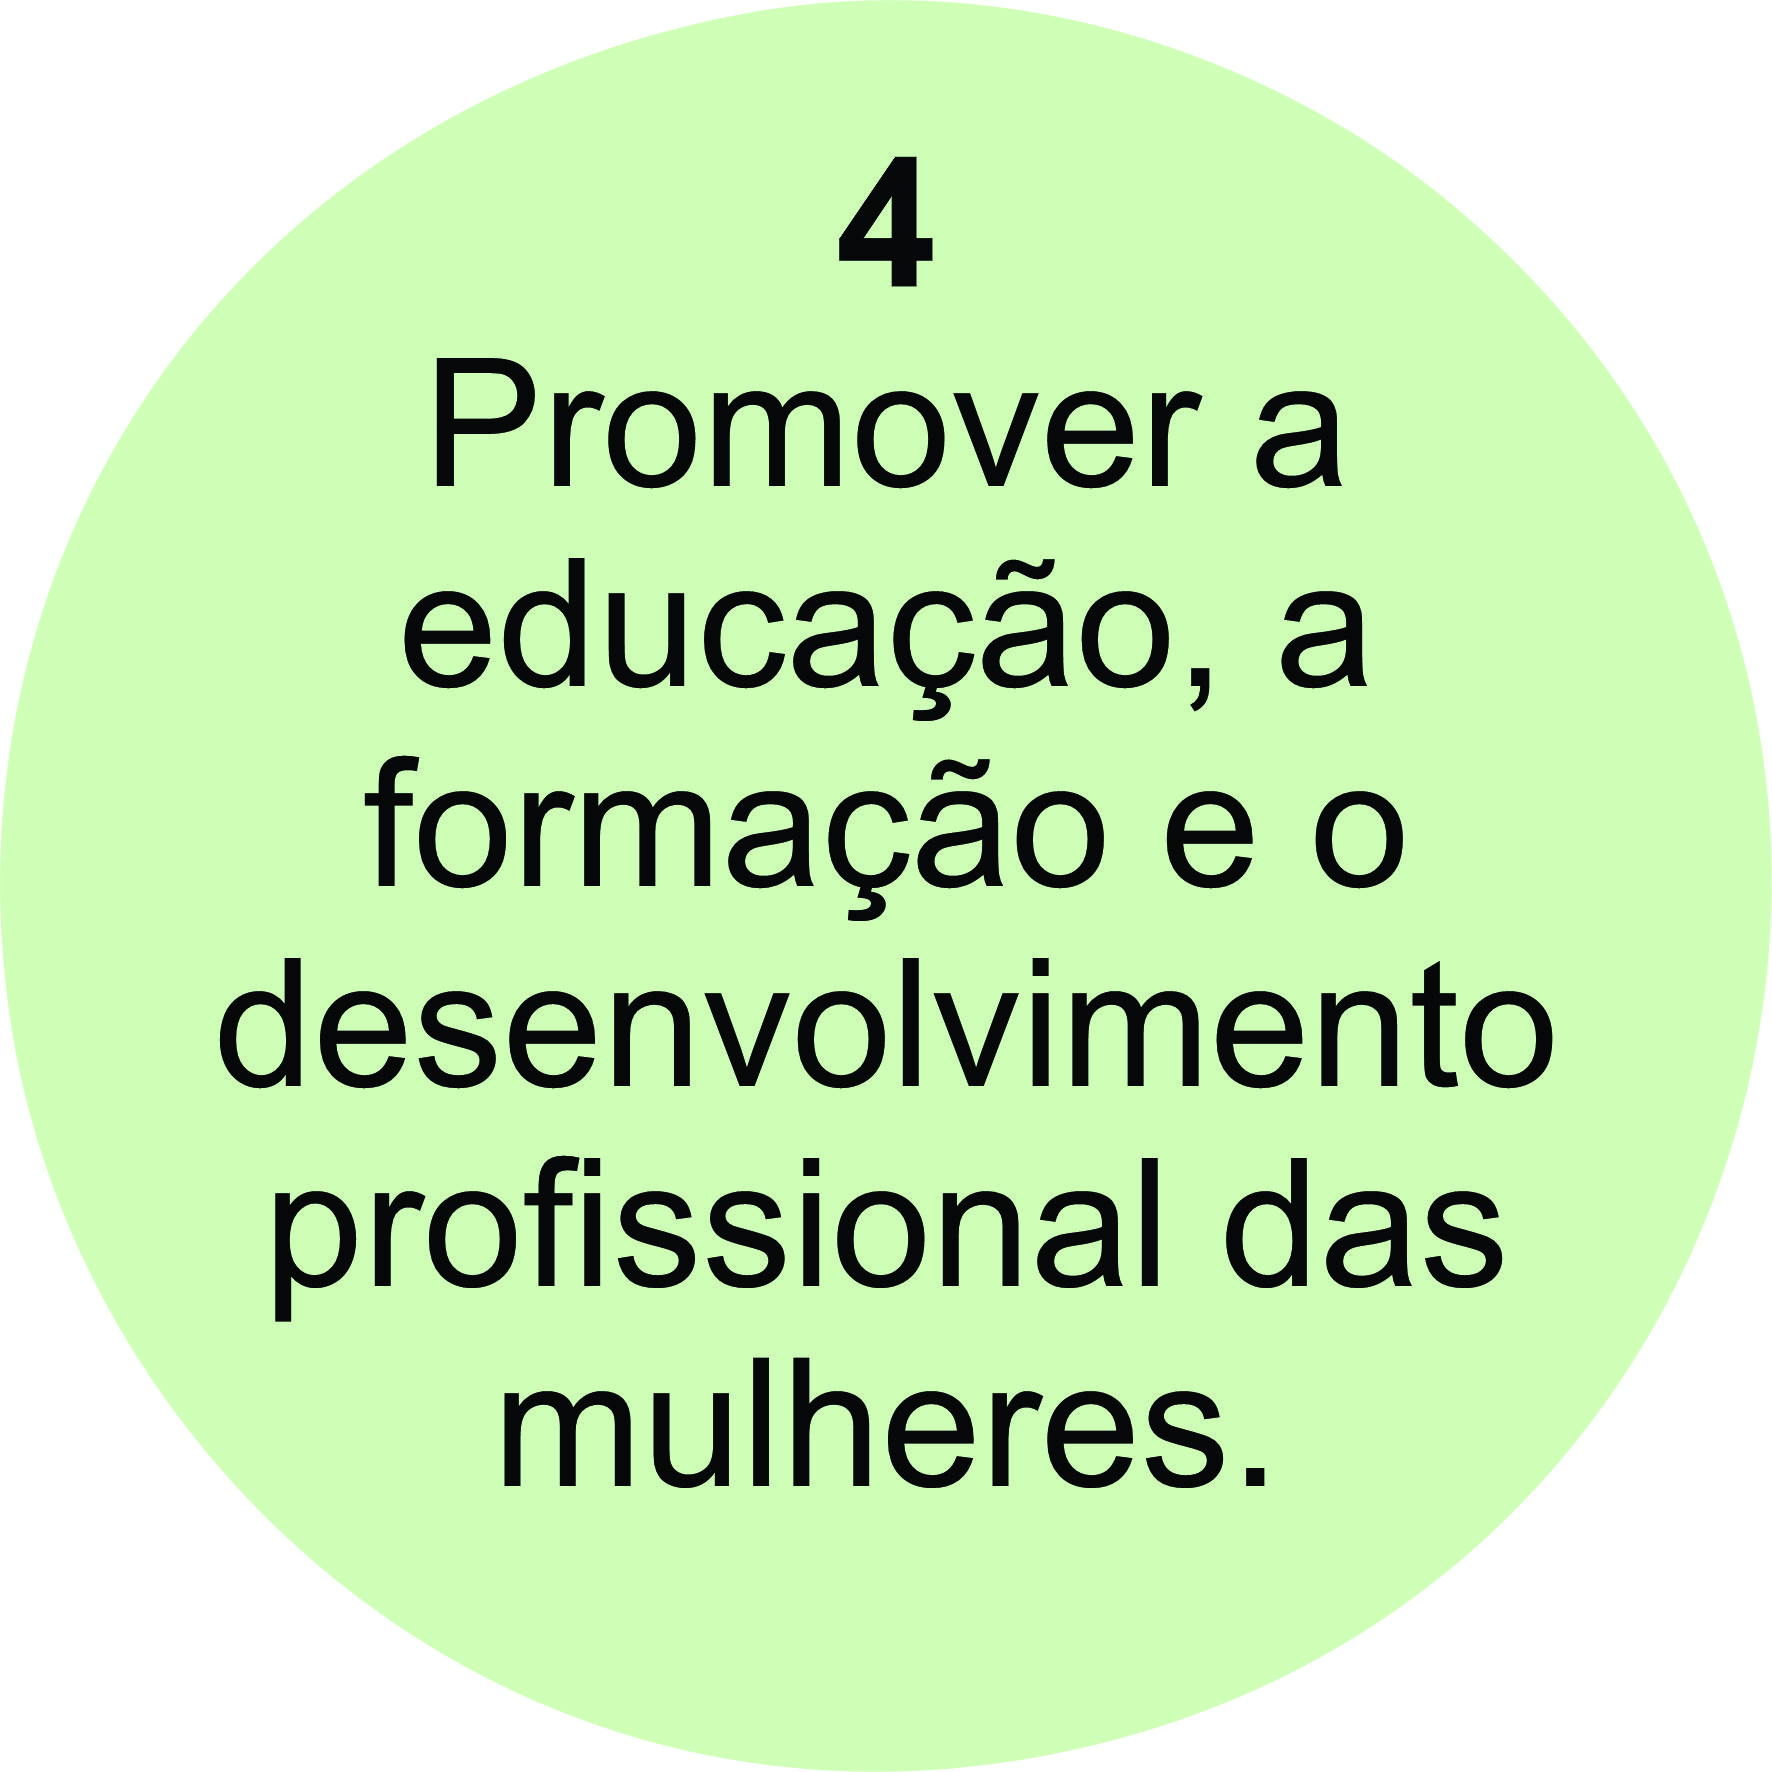 4
Promover a
educação, a
formação e o
desenvolvimento
profissional das
mulheres.